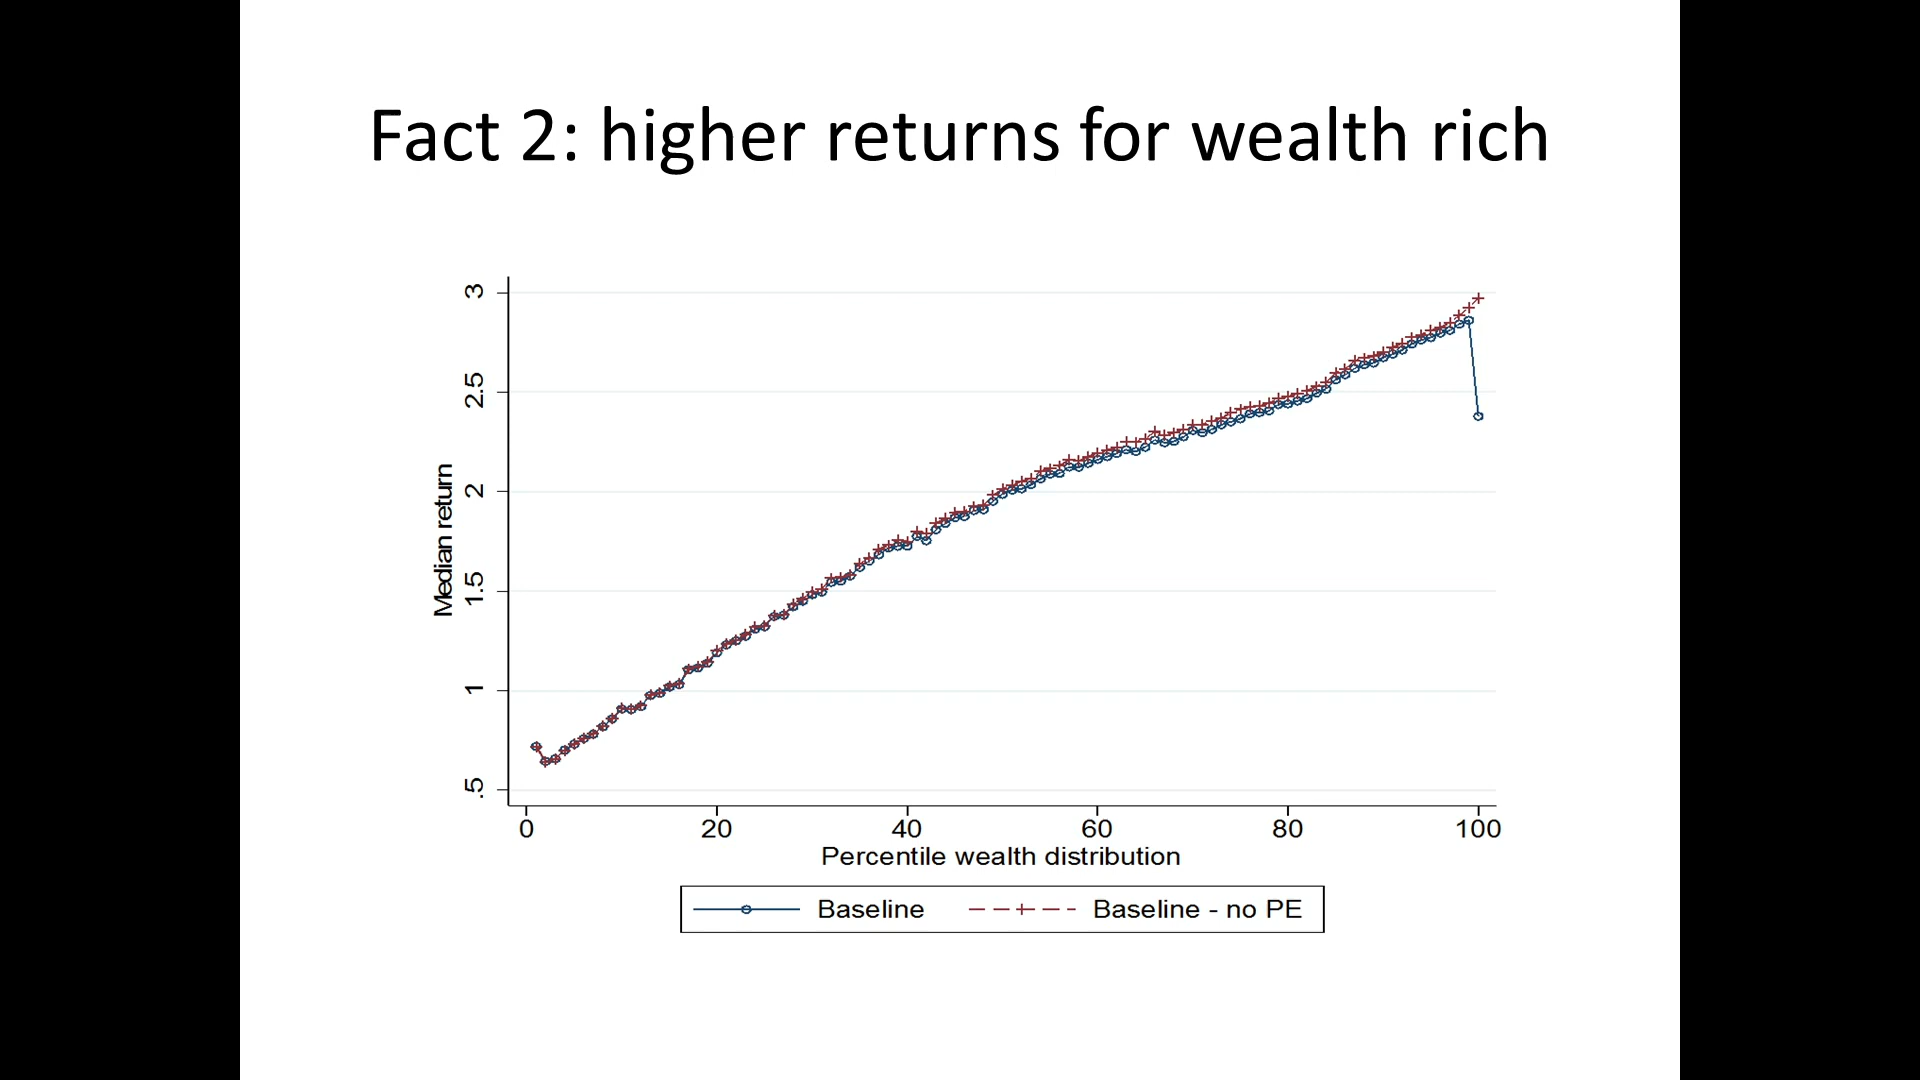 Fact 2: higher returns for wealth rich
3
2.5
2
1.5
1
.5
Median return
0 20 40 60 80 100
Percentile wealth distribution
Baseline Baseline - no PE